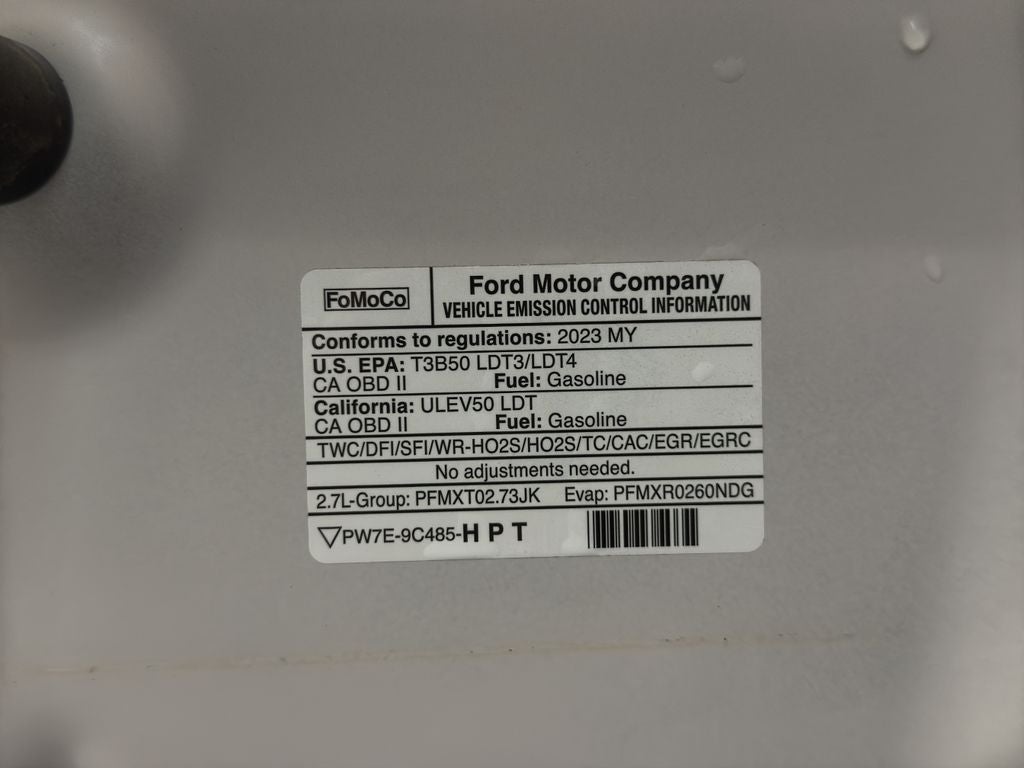 FoMoCo
Ford Motor Company
VEHICLE EMISSION CONTROL INFORMATION
Conforms to regulations: 2023 MY
U.S. EPA: T3B50 LDT3/LDT4
CA OBD II Fuel: Gasoline
California: ULEV50 LDT
CA OBD II Fuel: Gasoline
TWC/DFI/SFI/WR-HO2S/HO2S/TC/CAC/EGR/EGRC
No adjustments needed.
2.7L-Group: PFMXT02.73JK Evap: PFMXR0260NDG
PW7E-9C485-H P T